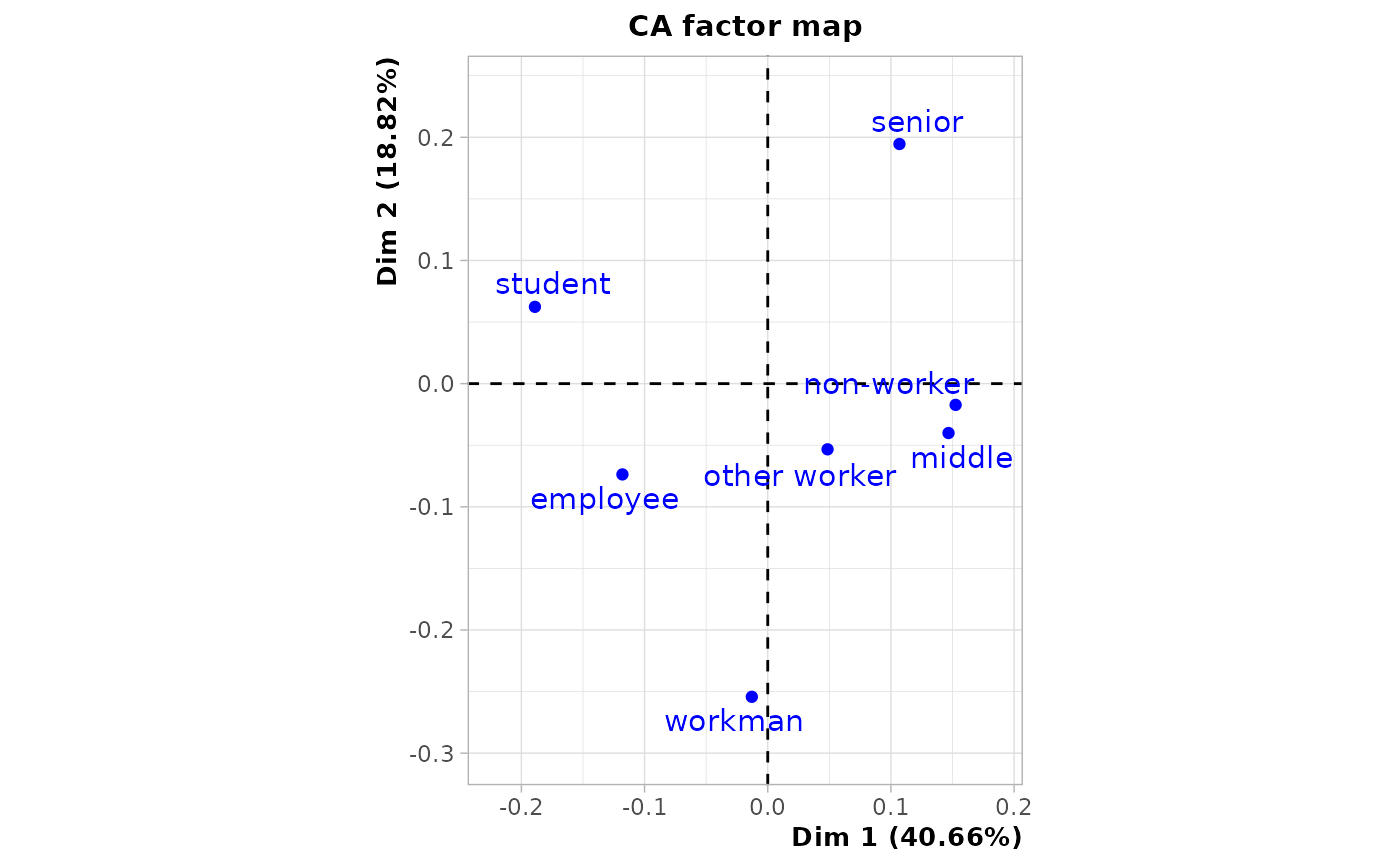 CA factor map
Dim 2 (18.82%)
0.2
0.1
0.0
-0.1
-0.2
-0.3
senior
student
non-worker
middle
other worker
employee
workman
-0.2
-0.1
0.0
0.1
0.2
Dim 1 (40.66%)